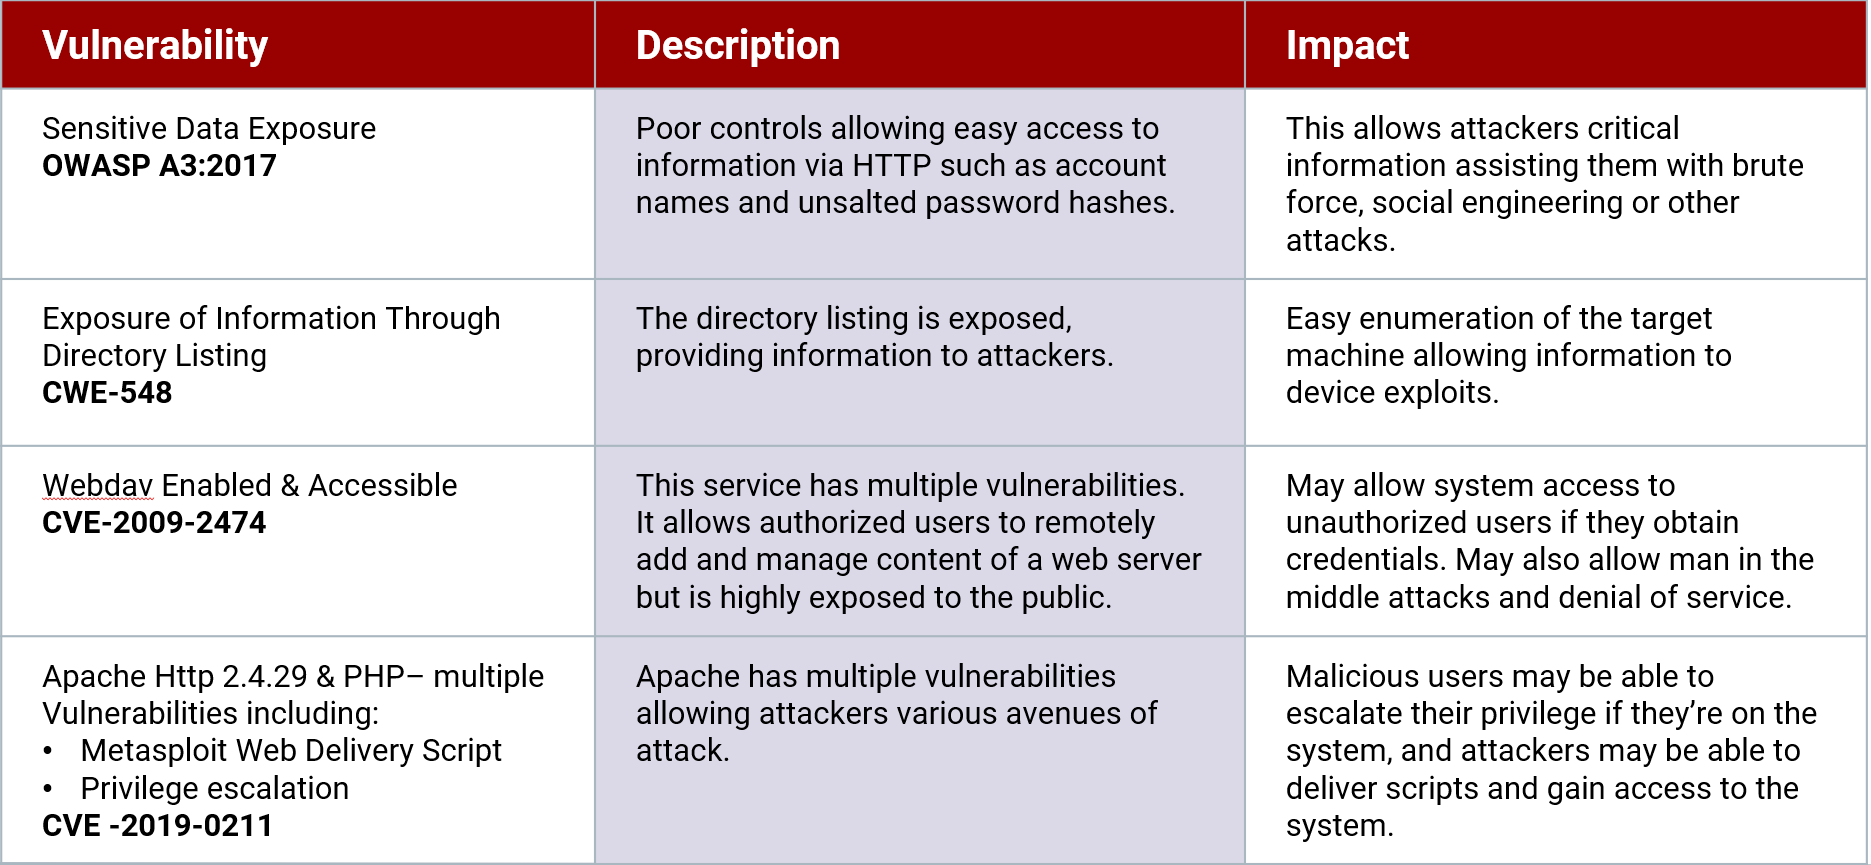 Vulnerability
Description
Impact
Sensitive Data Exposure
OWASP A3:2017
Poor controls allowing easy access to
information via HTTP such as account
names and unsalted password hashes.
This allows attackers critical
information assisting them with brute
force, social engineering or other
attacks.
Exposure of Information Through
Directory Listing
CWE-548
The directory listing is exposed,
providing information to attackers.
Easy enumeration of the target
machine allowing information to
device exploits.
Webdav Enabled & Accessible
CVE-2009-2474
This service has multiple vulnerabilities.
It allows authorized users to remotely
add and manage content of a web server
but is highly exposed to the public.
May allow system access to
unauthorized users if they obtain
credentials. May also allow man in the
middle attacks and denial of service.
Apache Http 2.4.29 & PHP– multiple
Vulnerabilities including:
• Metasploit Web Delivery Script
• Privilege escalation
CVE -2019-0211
Apache has multiple vulnerabilities
allowing attackers various avenues of
attack.
Malicious users may be able to
escalate their privilege if they’re on the
system, and attackers may be able to
deliver scripts and gain access to the
system.